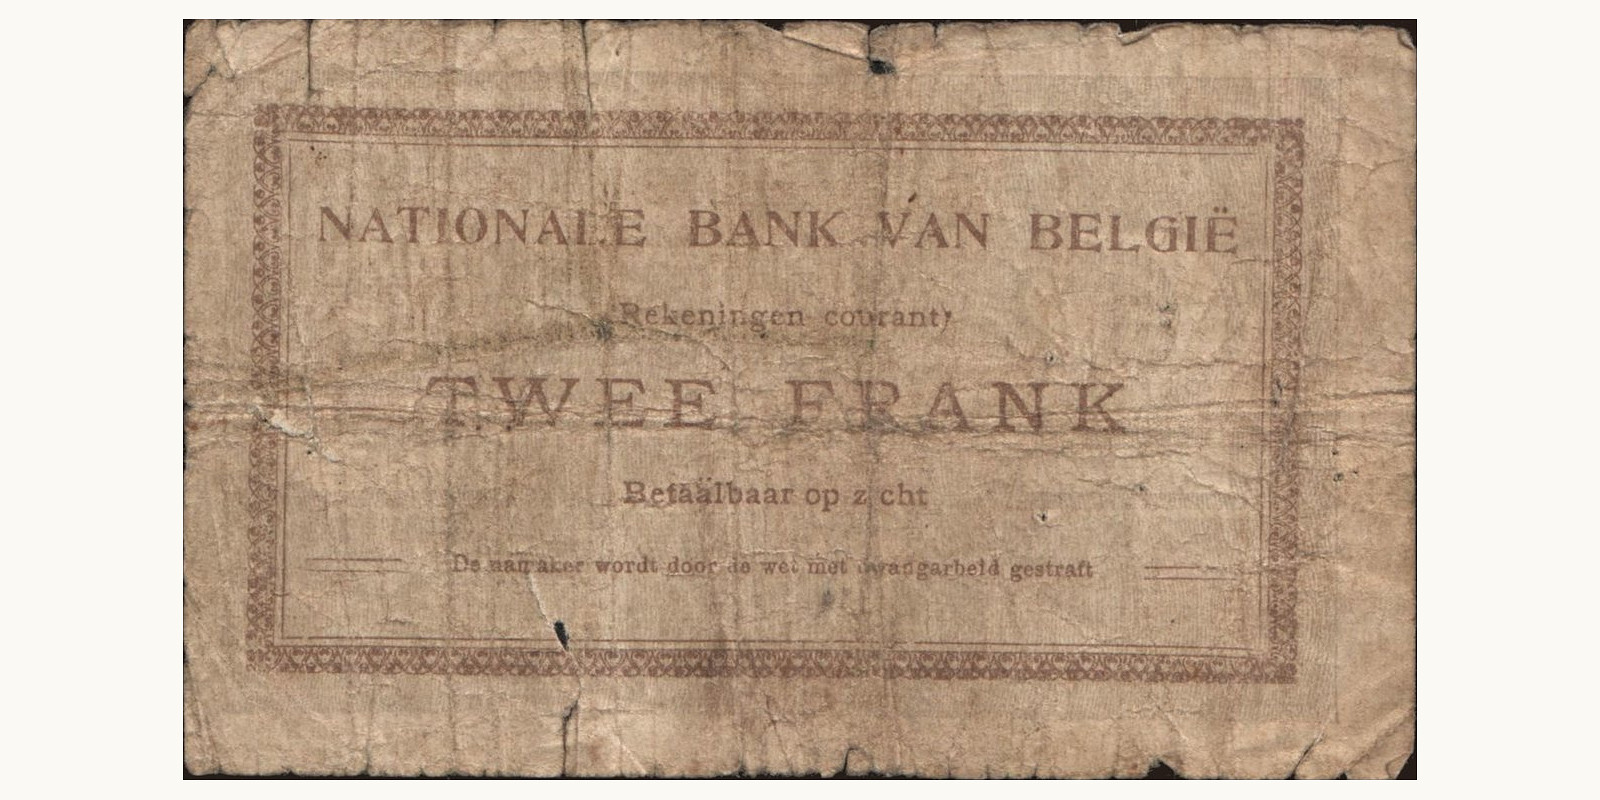 NATIONALE BANK VAN BELGIË
(Rekeningen courant)
TWEE FRANK
Betaalbaar op zicht
De namaker wordt door de wet met dwangarbeid gestraft